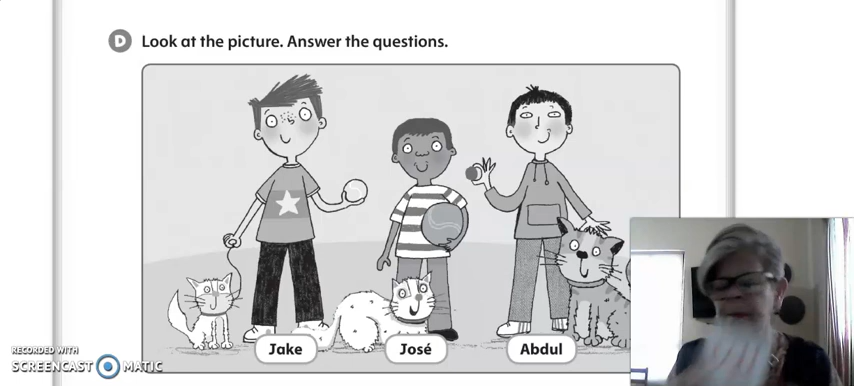 D Look at the picture. Answer the questions.
Jake José Abdul
RECORDED WITH
SCREENCAST MATIC